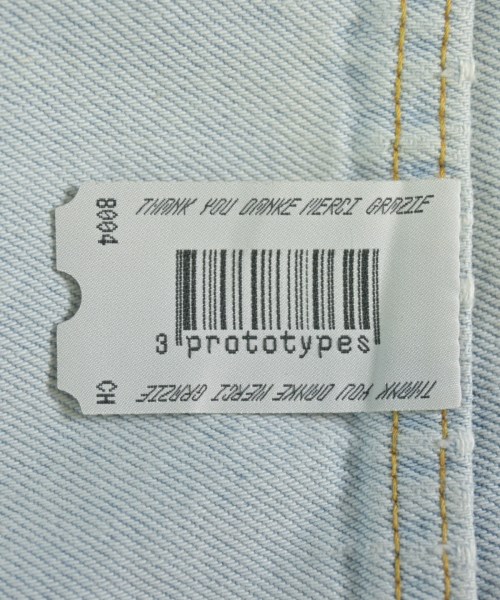 THANK YOU DANKE MERCI GRAZIE
8004
3 prototypes
CH
THANK YOU DANKE MERCI GRAZIE